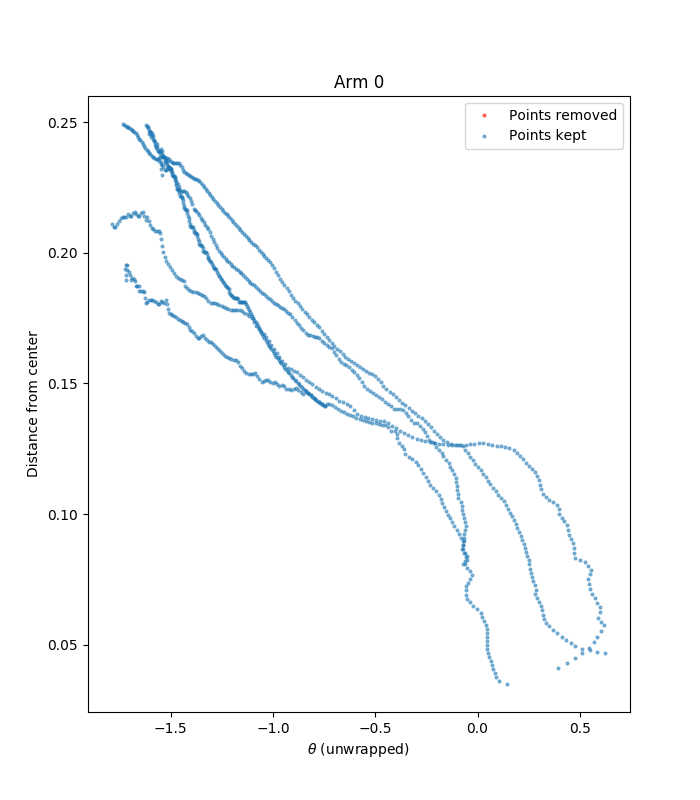 Arm 0
Points removed
Points kept
0.25
0.20
0.15
0.10
0.05
Distance from center
−1.5
−1.0
−0.5
0.0
0.5
θ (unwrapped)